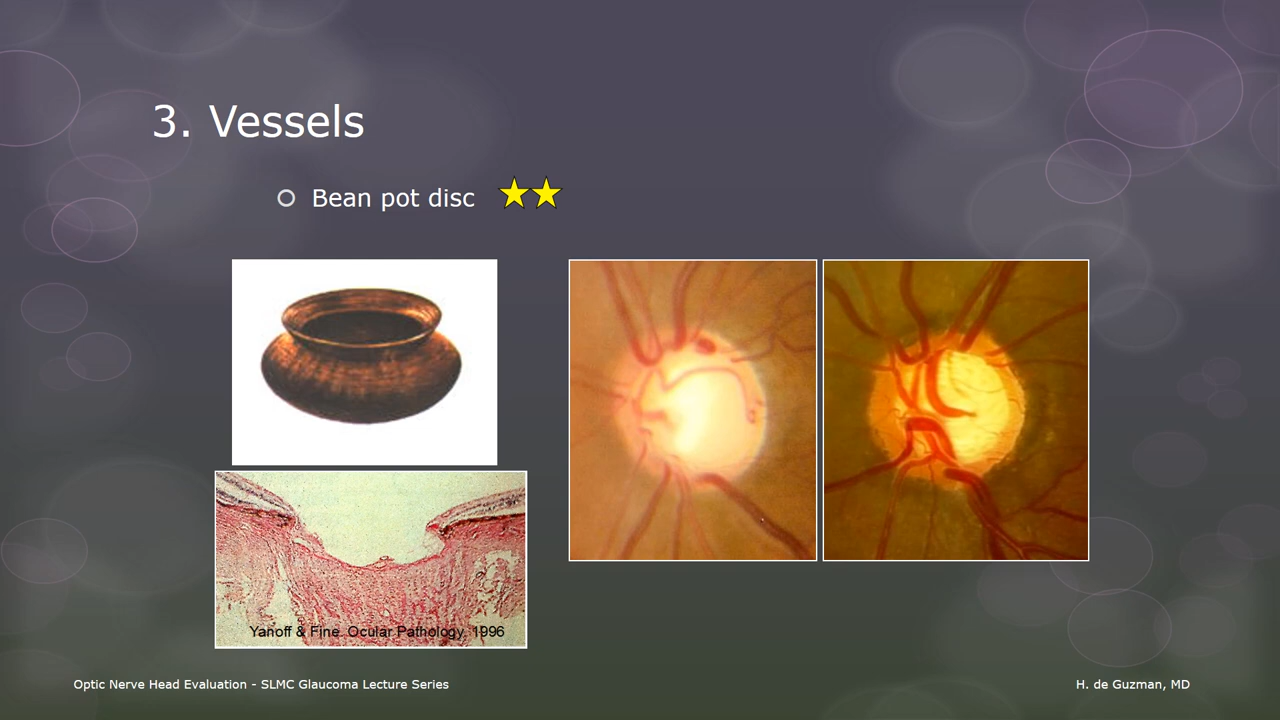 3. Vessels
Bean pot disc
Yanoff & Fine. Ocular Pathology, 1996
Optic Nerve Head Evaluation - SLMC Glaucoma Lecture Series
H. de Guzman, MD